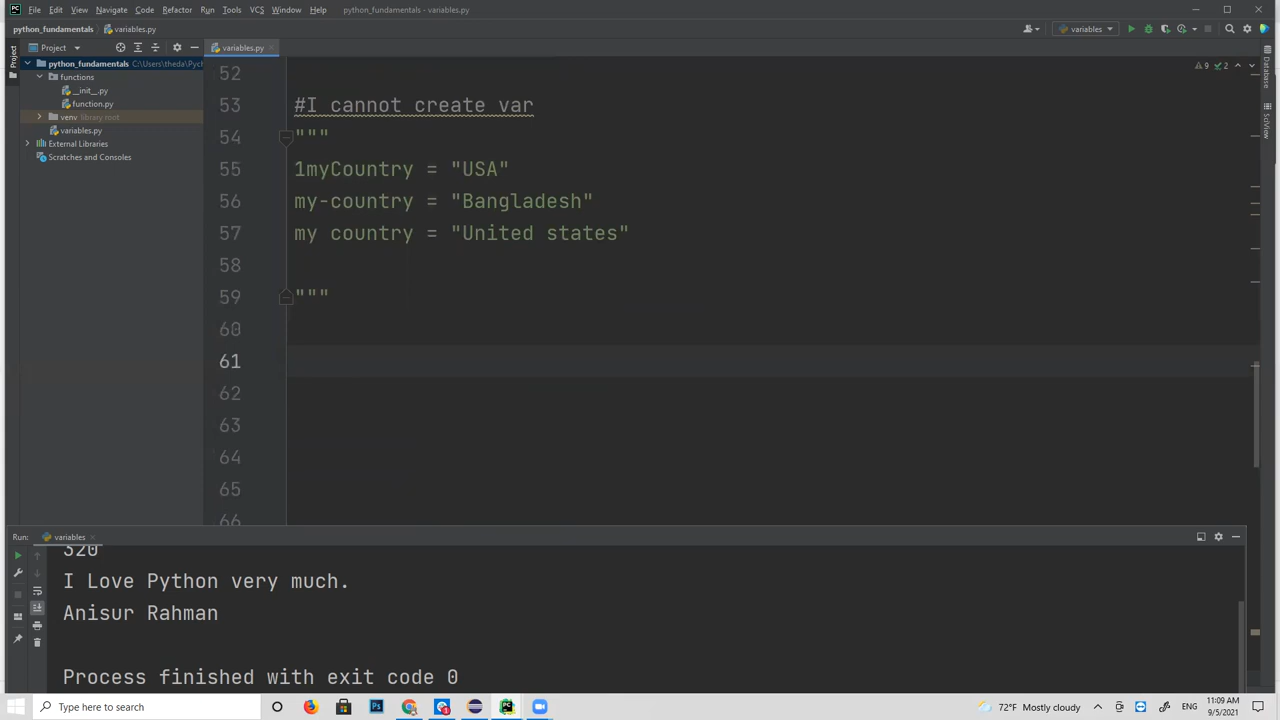 File Edit View Navigate Code Refactor Run Tools VCS Window Help python_fundamentals - variables.py
python_fundamentals variables.py variables
Project
Project
variables.py
python_fundamentals C:\Users\theda\Pych
functions
__init__.py
function.py
venv library root
variables.py
External Libraries
Scratches and Consoles
Database
SciView
9 2
52
53 #I cannot create var
54 """
55 1myCountry = "USA"
56 my-country = "Bangladesh"
57 my country = "United states"
58
59 """
60
61
62
63
64
65
66
Run: variables
320
I Love Python very much.
Anisur Rahman
Process finished with exit code 0
Type here to search
72°F Mostly cloudy ENG
11:09 AM
9/5/2021